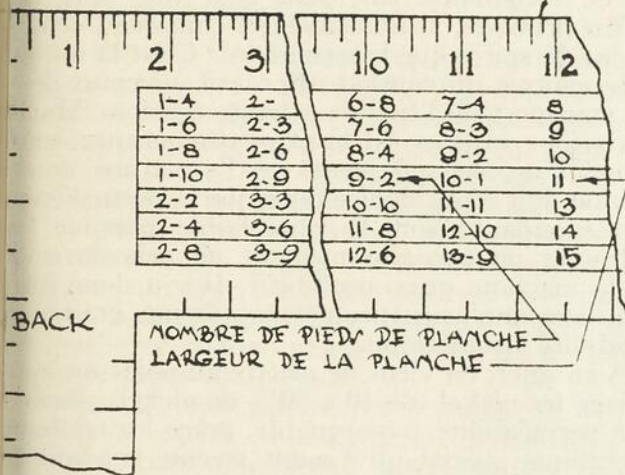 1 2 3 10 11 12
1-4 2- 6-8 7-4 8
1-6 2-3 7-6 8-3 9
1-8 2-6 8-4 9-2 10
1-10 2-9 9-2 10-1 11
2-2 3-3 10-10 11-11 13
2-4 3-6 11-8 12-10 14
2-8 3-9 12-6 13-9 15
BACK
NOMBRE DE PIEDS DE PLANCHE
LARGEUR DE LA PLANCHE